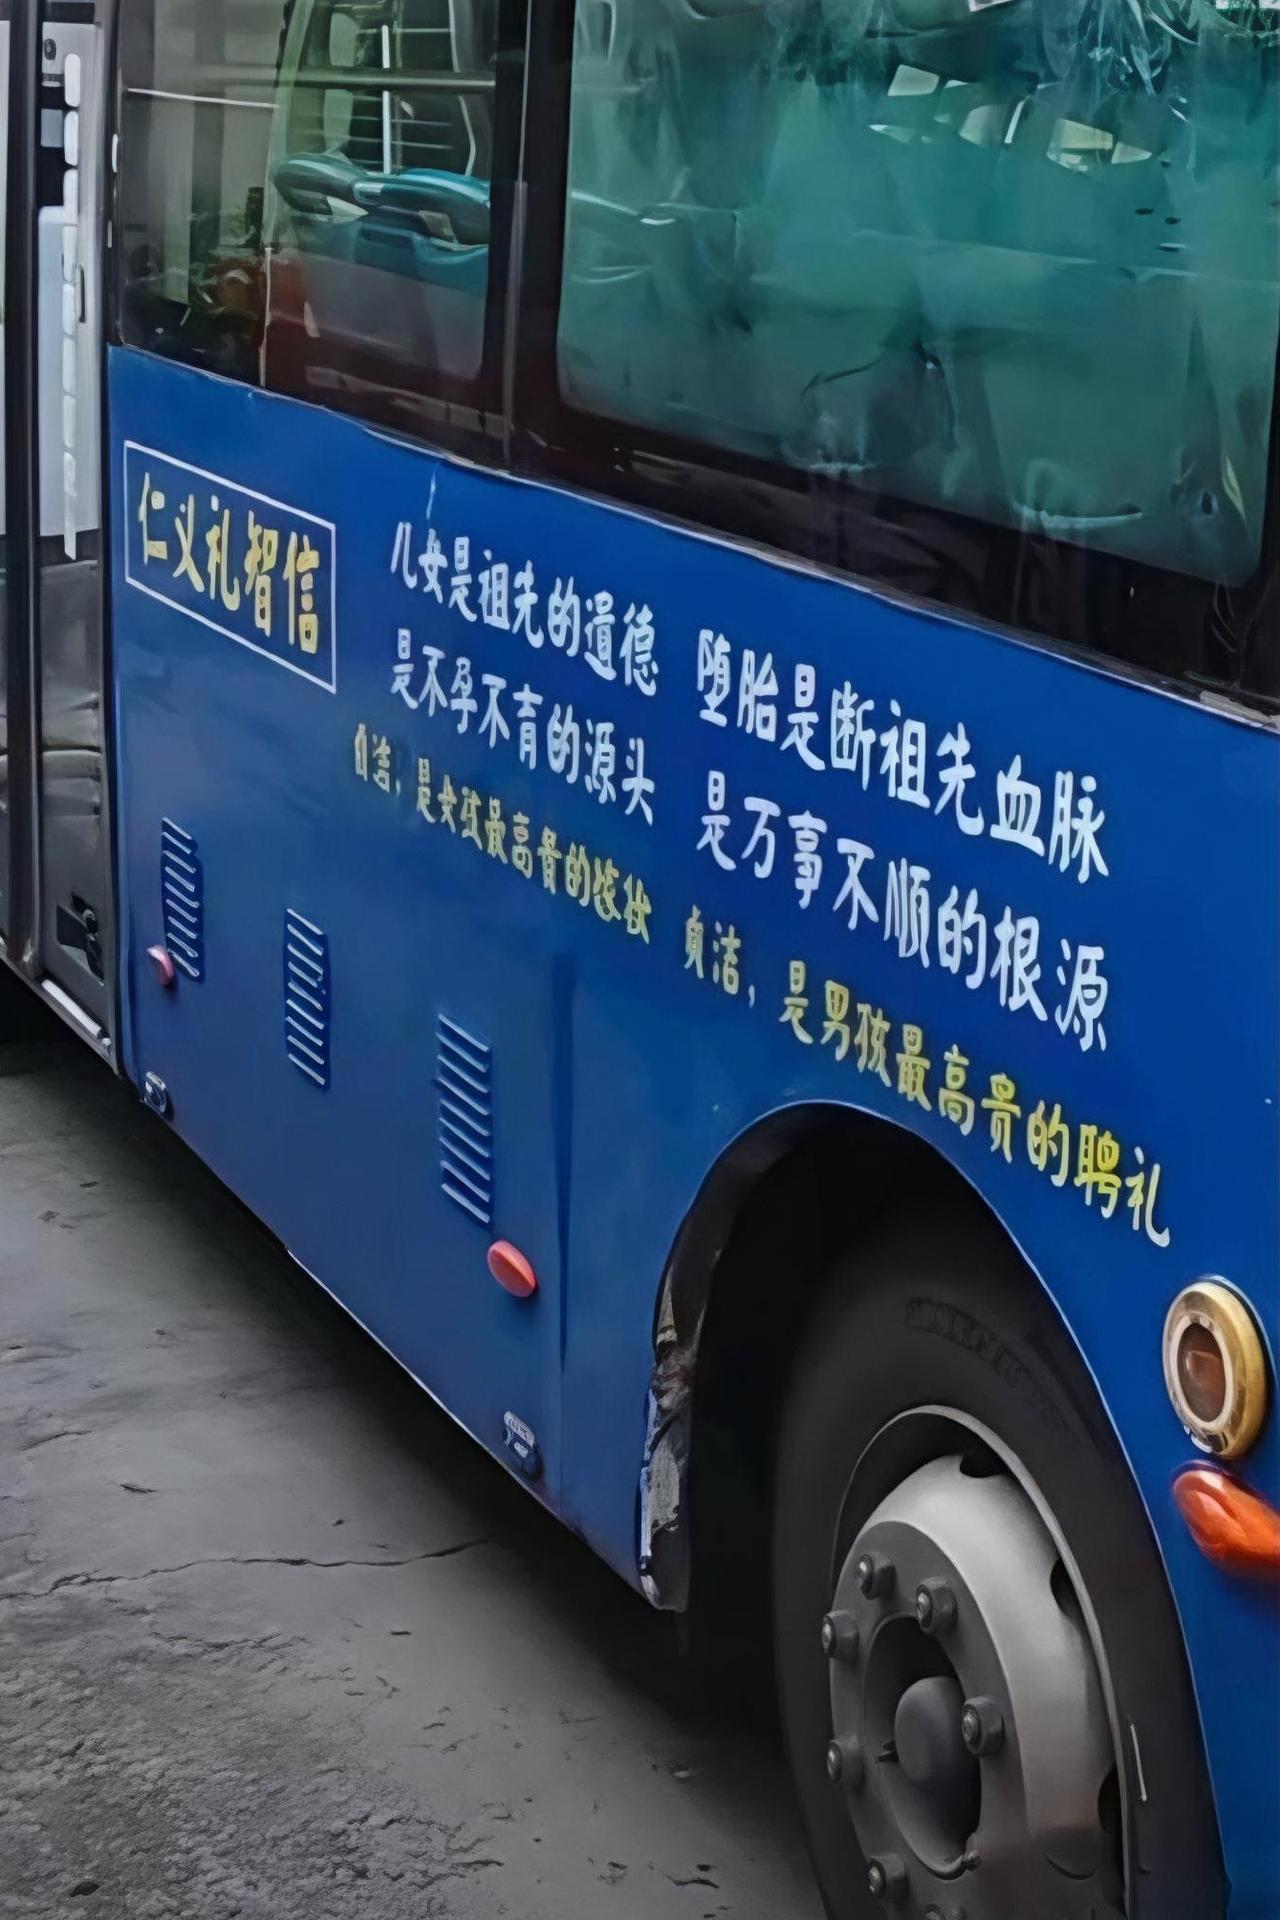 仁义礼智信
儿女是祖先的道德 堕胎是断祖先血脉
是不孕不育的源头 是万事不顺的根源
贞洁，是女孩最高贵的嫁妆 贞洁，是男孩最高贵的聘礼